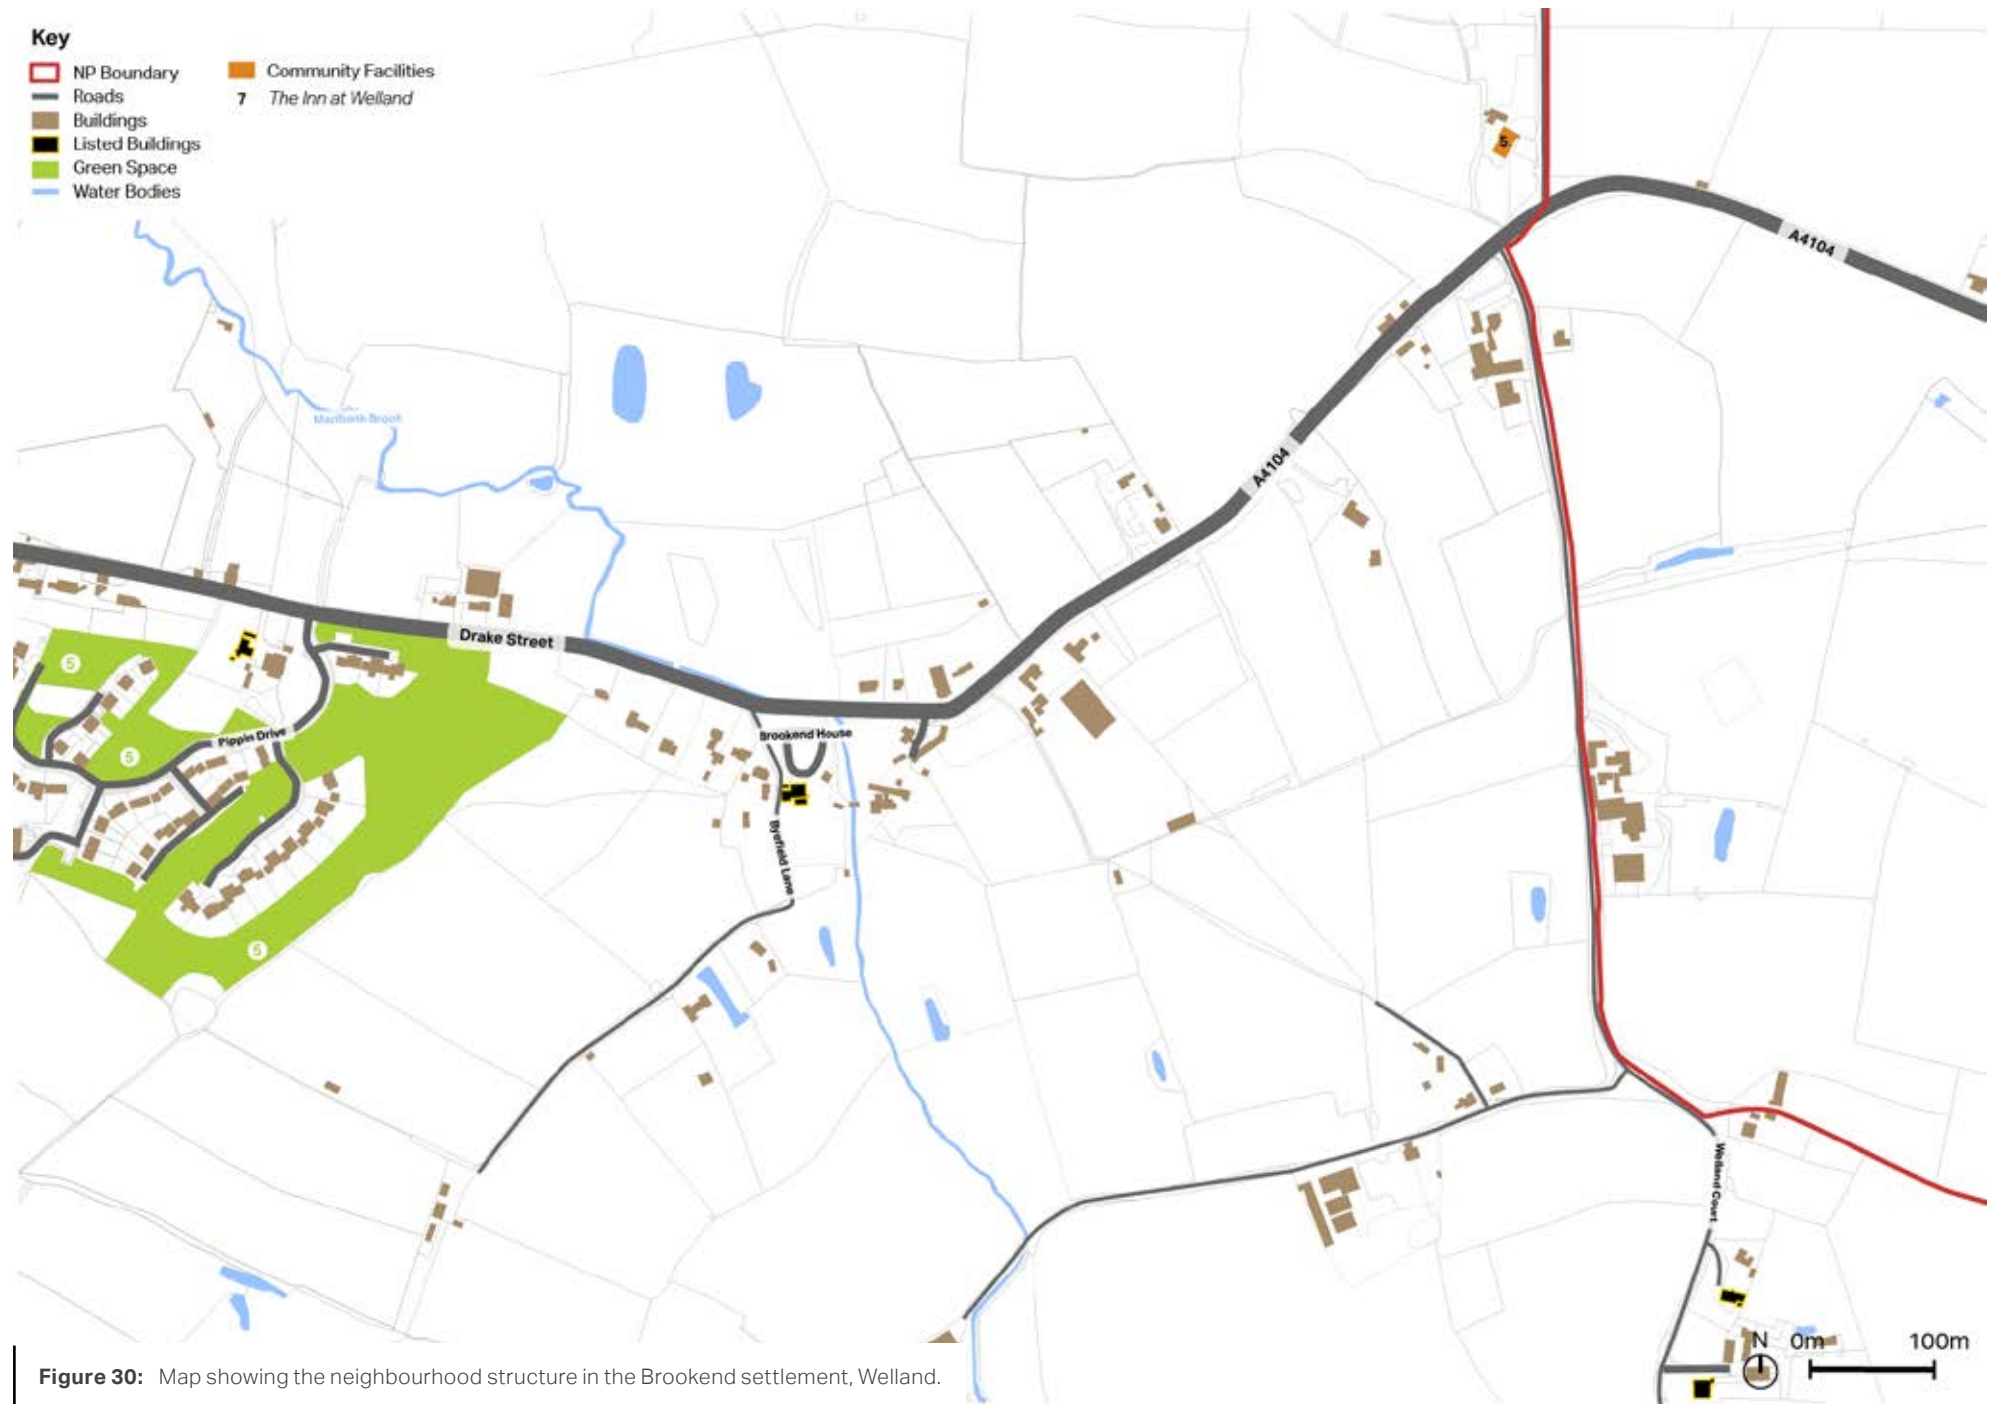 Key
NP Boundary
Roads
Buildings
Listed Buildings
Green Space
Water Bodies
Community Facilities
7 The Inn at Welland
5
A4104
A4104
Drake Street
5
5
Pippin Drive
Brookend House
Byefield Lane
5
Welland Court
N 0m 100m
Figure 30: Map showing the neighbourhood structure in the Brookend settlement, Welland.